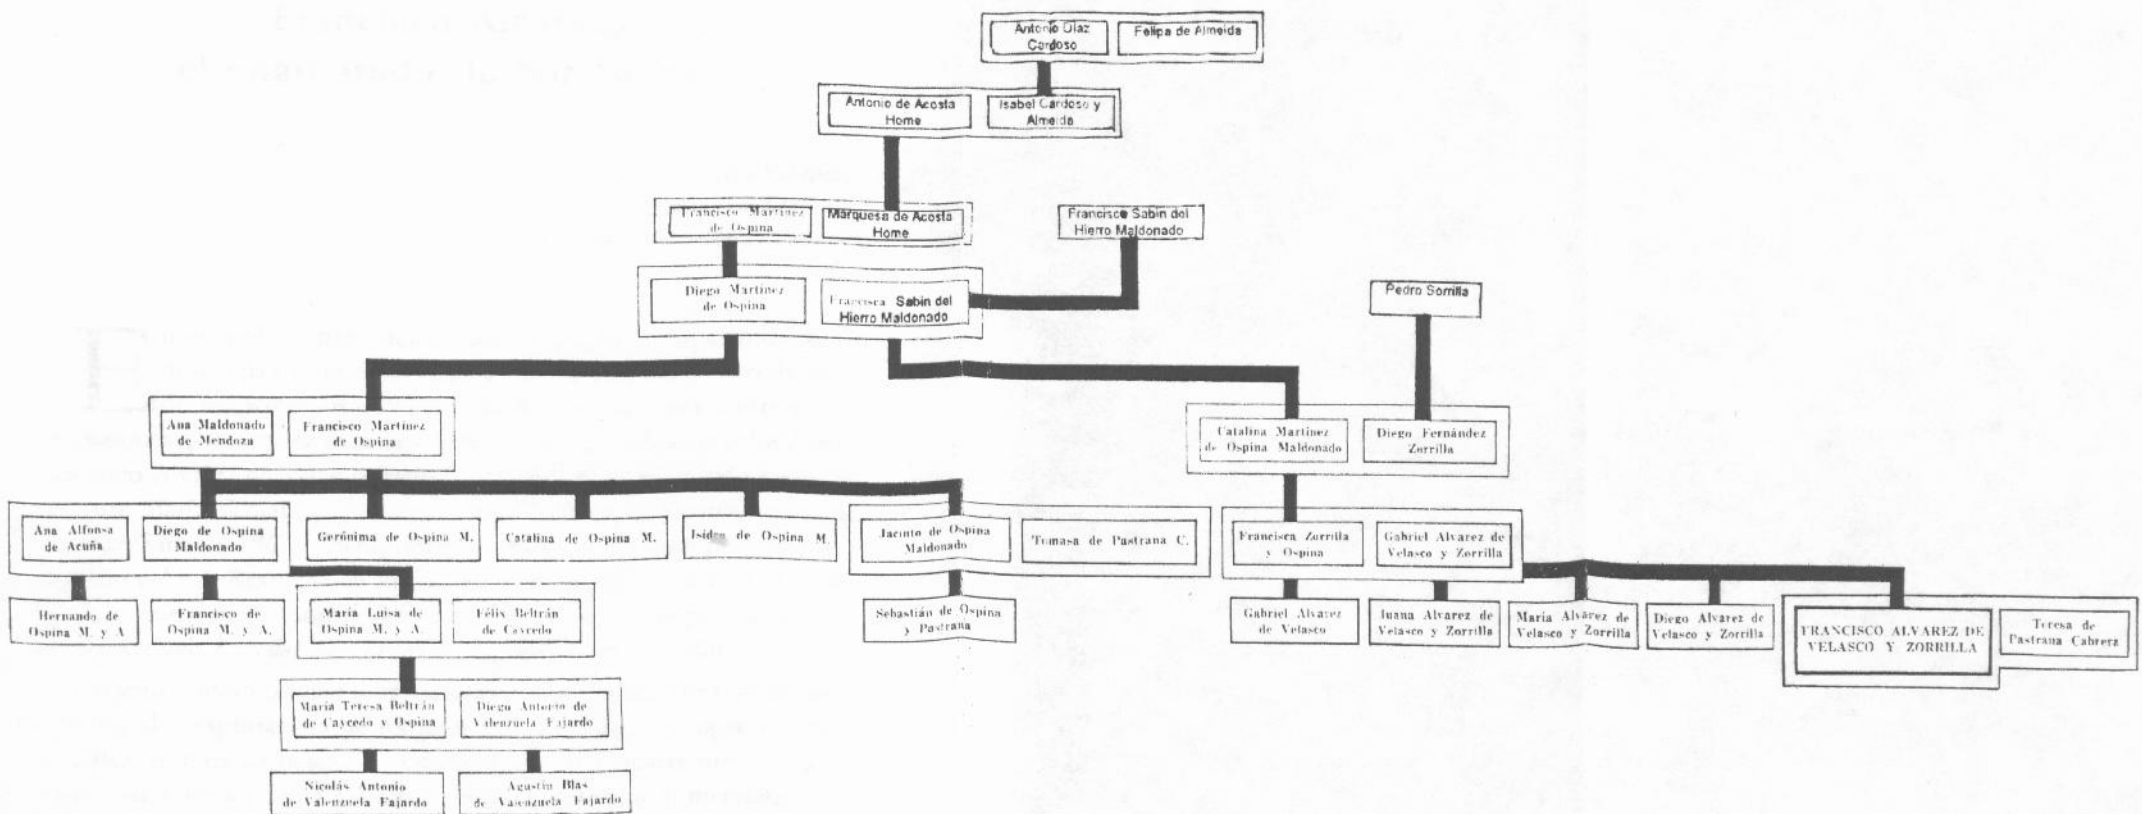 Antonio Diaz
Cardoso
Felipa de Almeida
Antonio de Acosta
Home
Isabel Cardoso y
Almeida
Francisco Martínez
de Ospina
Marquesa de Acosta
Home
Francisco Sabin del
Hierro Maldonado
Diego Martínez
de Ospina
Francisca Sabin del
Hierro Maldonado
Pedro Sorrilla
Ana Maldonado
de Mendoza
Francisco Martínez
de Ospina
Catalina Martínez
de Ospina Maldonado
Diego Fernández
Zorrilla
Ana Alfonsa
de Acuña
Diego de Ospina
Maldonado
Gerónima de Ospina M.
Catalina de Ospina M.
Isidro de Ospina M.
Jacinto de Ospina
Maldonado
Tomasa de Pastrana C.
Francisca Zorrilla
y Ospina
Gabriel Alvarez de
Velasco y Zorrilla
Hernando de
Ospina M. y A
Francisco de
Ospina M. y A.
María Luisa de
Ospina M. y A.
Félix Beltrán
de Caycedo
Sebastián de Ospina
y Pastrana
Gabriel Alvarez
de Velasco
Juana Alvarez de
Velasco y Zorrilla
María Alvarez de
Velasco y Zorrilla
Diego Alvarez de
Velasco y Zorrilla
FRANCISCO ALVAREZ DE
VELASCO Y ZORRILLA
Teresa de
Pastrana Cabrera
María Teresa Beltrán
de Caycedo y Ospina
Diego Antonio de
Valenzuela Fajardo
Nicolás Antonio
de Valenzuela Fajardo
Agustín Blas
de Valenzuela Fajardo